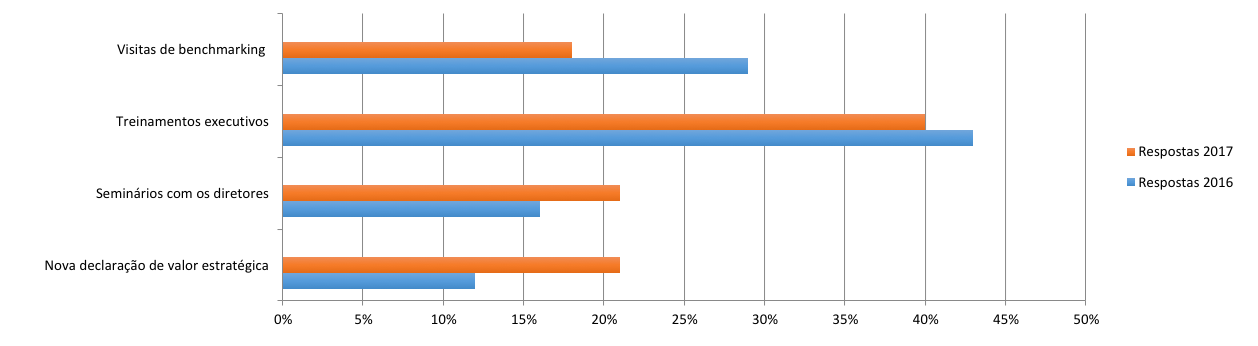 Visitas de benchmarking
Treinamentos executivos
Seminários com os diretores
Nova declaração de valor estratégica
0% 5% 10% 15% 20% 25% 30% 35% 40% 45% 50%
Respostas 2017
Respostas 2016